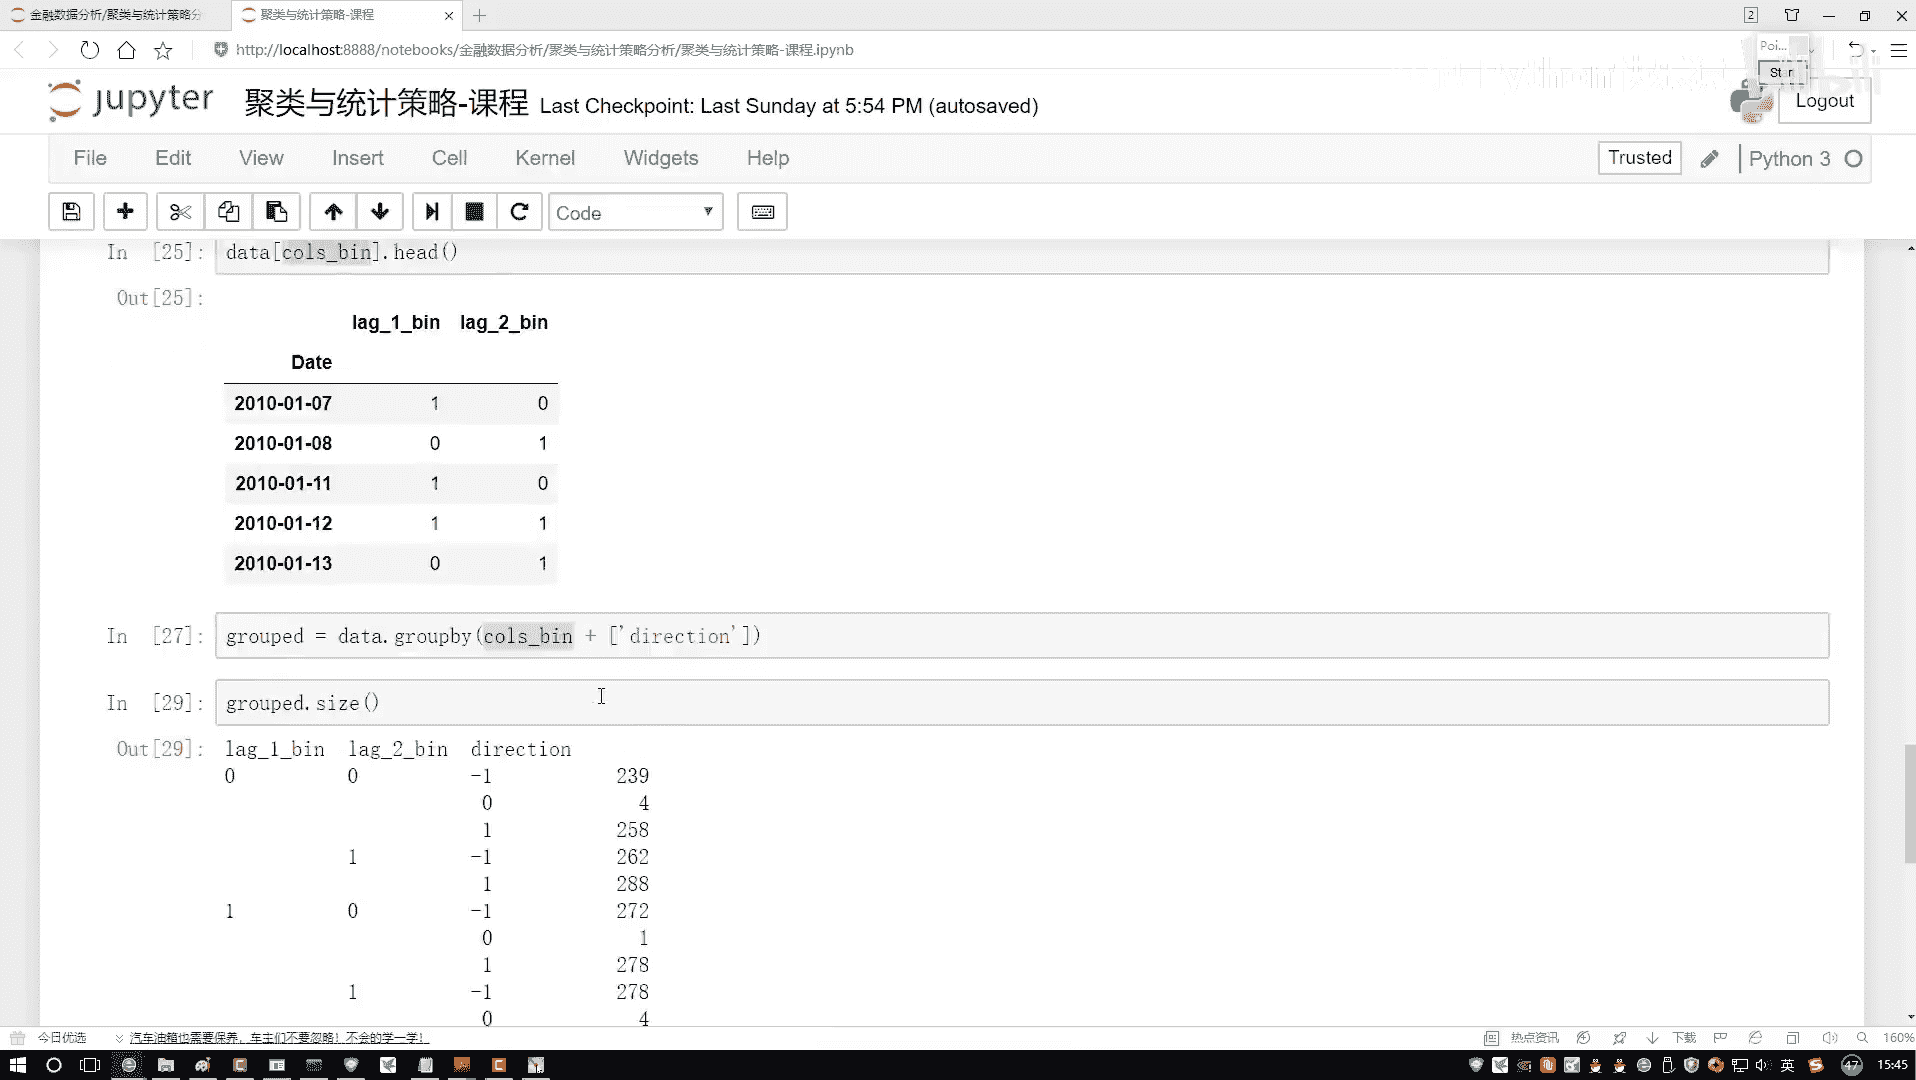 金融数据分析/聚类与统计策略分
聚类与统计策略-课程
2
http://localhost:8888/notebooks/金融数据分析/聚类与统计策略分析/聚类与统计策略-课程.ipynb
Poi...
jupyter 聚类与统计策略-课程 Last Checkpoint: Last Sunday at 5:54 PM (autosaved)
Logout
File Edit View Insert Cell Kernel Widgets Help
Trusted Python 3
Code
In [25]: data[cols_bin].head()
Out[25]:
lag_1_bin lag_2_bin
Date
2010-01-07 1 0
2010-01-08 0 1
2010-01-11 1 0
2010-01-12 1 1
2010-01-13 0 1
In [27]: grouped = data.groupby(cols_bin + ['direction'])
In [29]: grouped.size()
Out[29]: lag_1_bin lag_2_bin direction
0 0 -1 239
0 4
1 258
1 -1 262
1 288
1 0 -1 272
0 1
1 278
1 -1 278
0 4
今日优选 汽车油箱也需要保养，车主们不要忽略！不会的学一学！
热点资讯 下载 160%
英 47 15:45